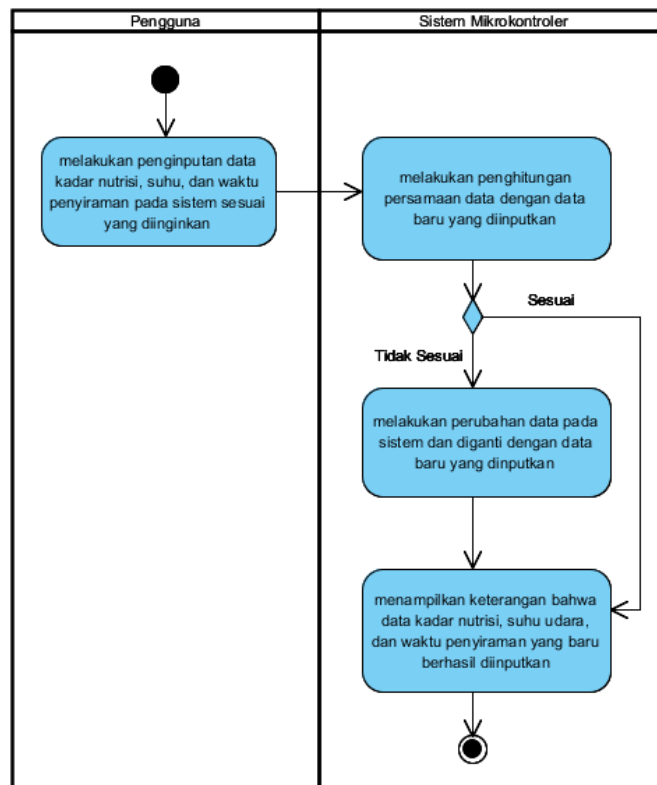 Pengguna
Sistem Mikrokontroler
melakukan penginputan data
kadar nutrisi, suhu, dan waktu
penyiraman pada sistem sesuai
yang diinginkan
melakukan penghitungan
persamaan data dengan data
baru yang diinputkan
Sesuai
Tidak Sesuai
melakukan perubahan data pada
sistem dan diganti dengan data
baru yang dinputkan
menampilkan keterangan bahwa
data kadar nutrisi, suhu udara,
dan waktu penyiraman yang baru
berhasil diinputkan